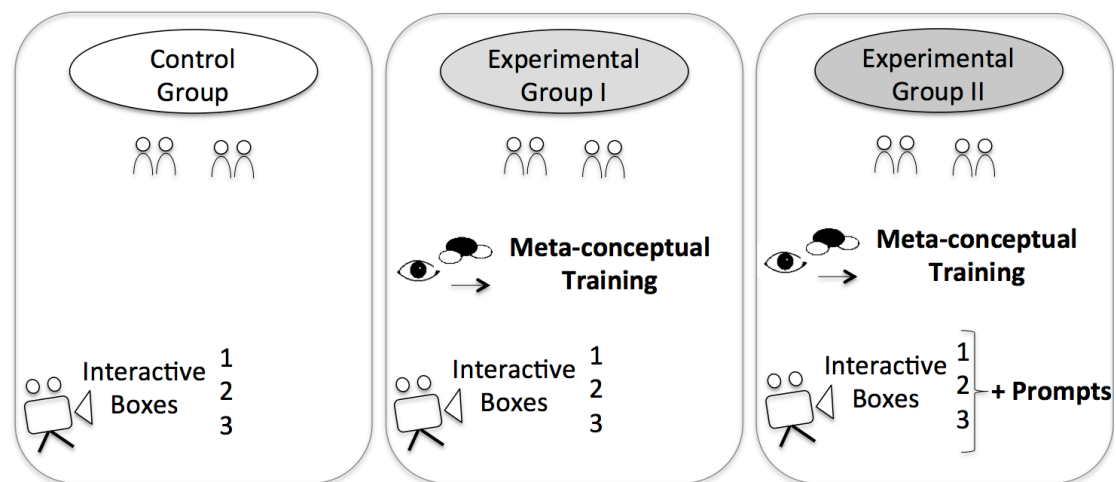 Control
Group
Interactive
Boxes
1
2
3
Experimental
Group I
Meta-conceptual
Training
Interactive
Boxes
1
2
3
Experimental
Group II
Meta-conceptual
Training
Interactive
Boxes
1
2
3
+ Prompts